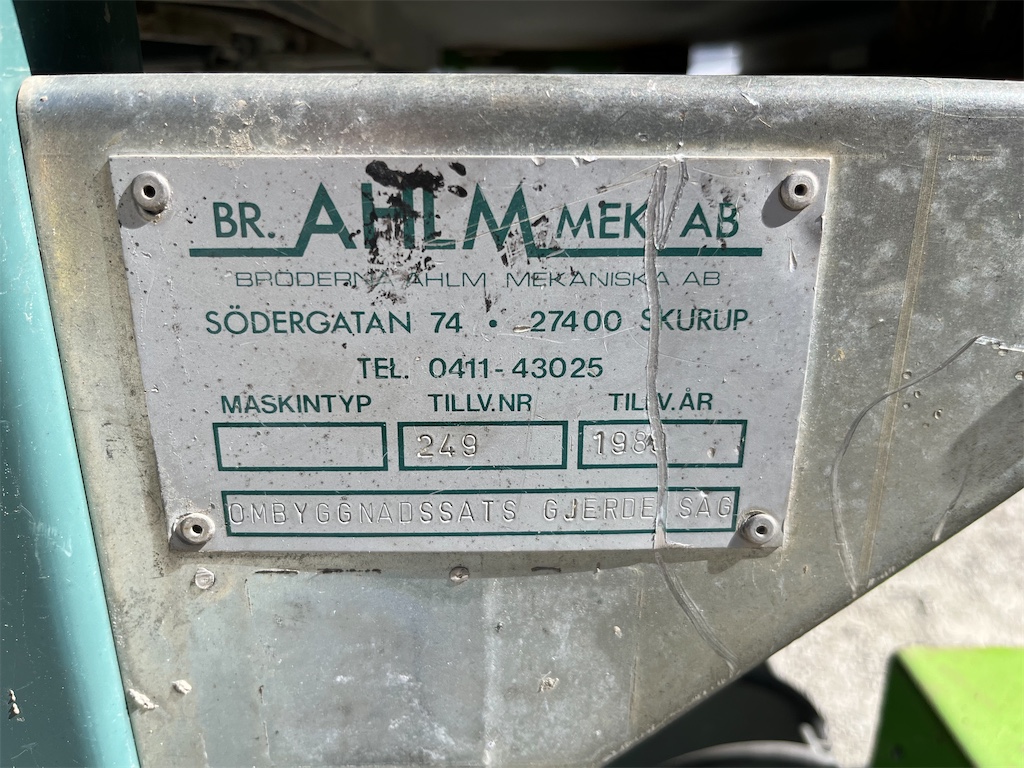 BR. AHLM MEK. AB
BRÖDERNA AHLM MEKANISKA AB
SÖDERGATAN 74 • 27400 SKURUP
TEL. 0411-43025
MASKINTYP TILLV.NR TILLV.ÅR
249
OMBYGGNADSSATS GJERDE SÅG